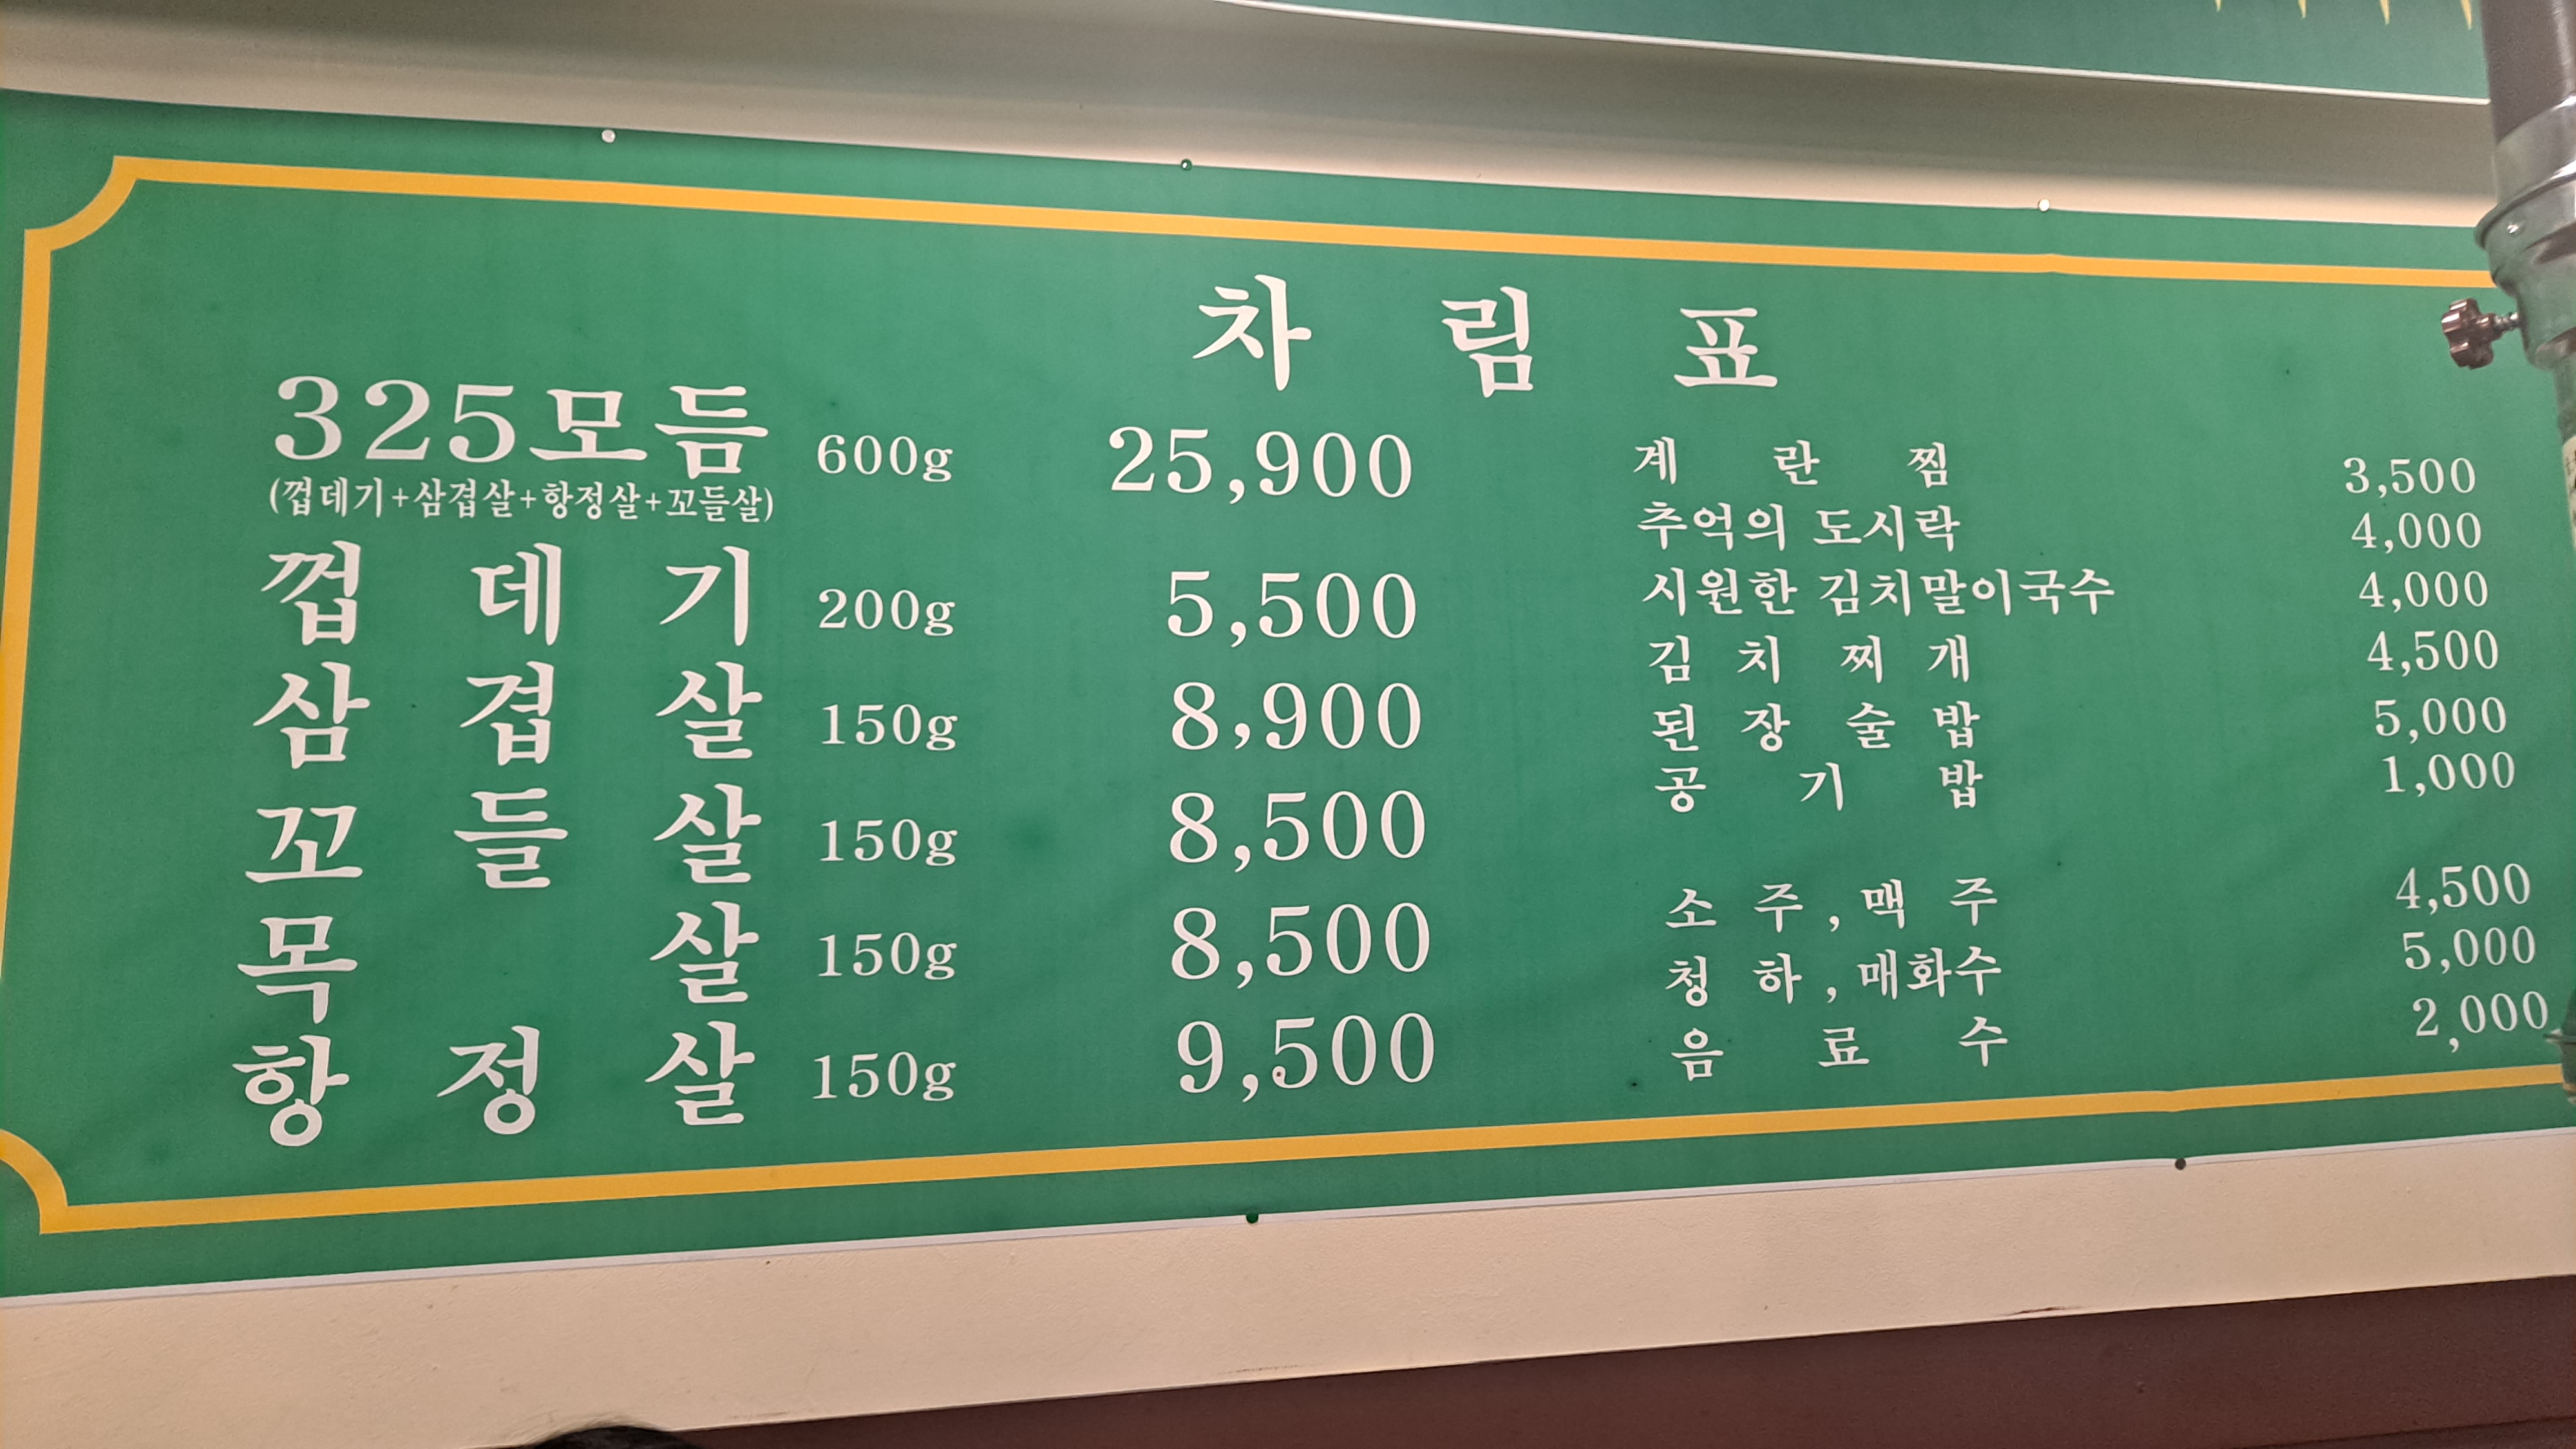 차림표
325모듬 600g 25,900
(껍데기+삼겹살+항정살+꼬들살)
껍데기 200g 5,500
삼겹살 150g 8,900
꼬들살 150g 8,500
목살 150g 8,500
항정살 150g 9,500
계란찜 3,500
추억의 도시락 4,000
시원한 김치말이국수 4,000
김치찌개 4,500
된장술밥 5,000
공기밥 1,000
소주,맥주 4,500
청하,매화수 5,000
음료수 2,000